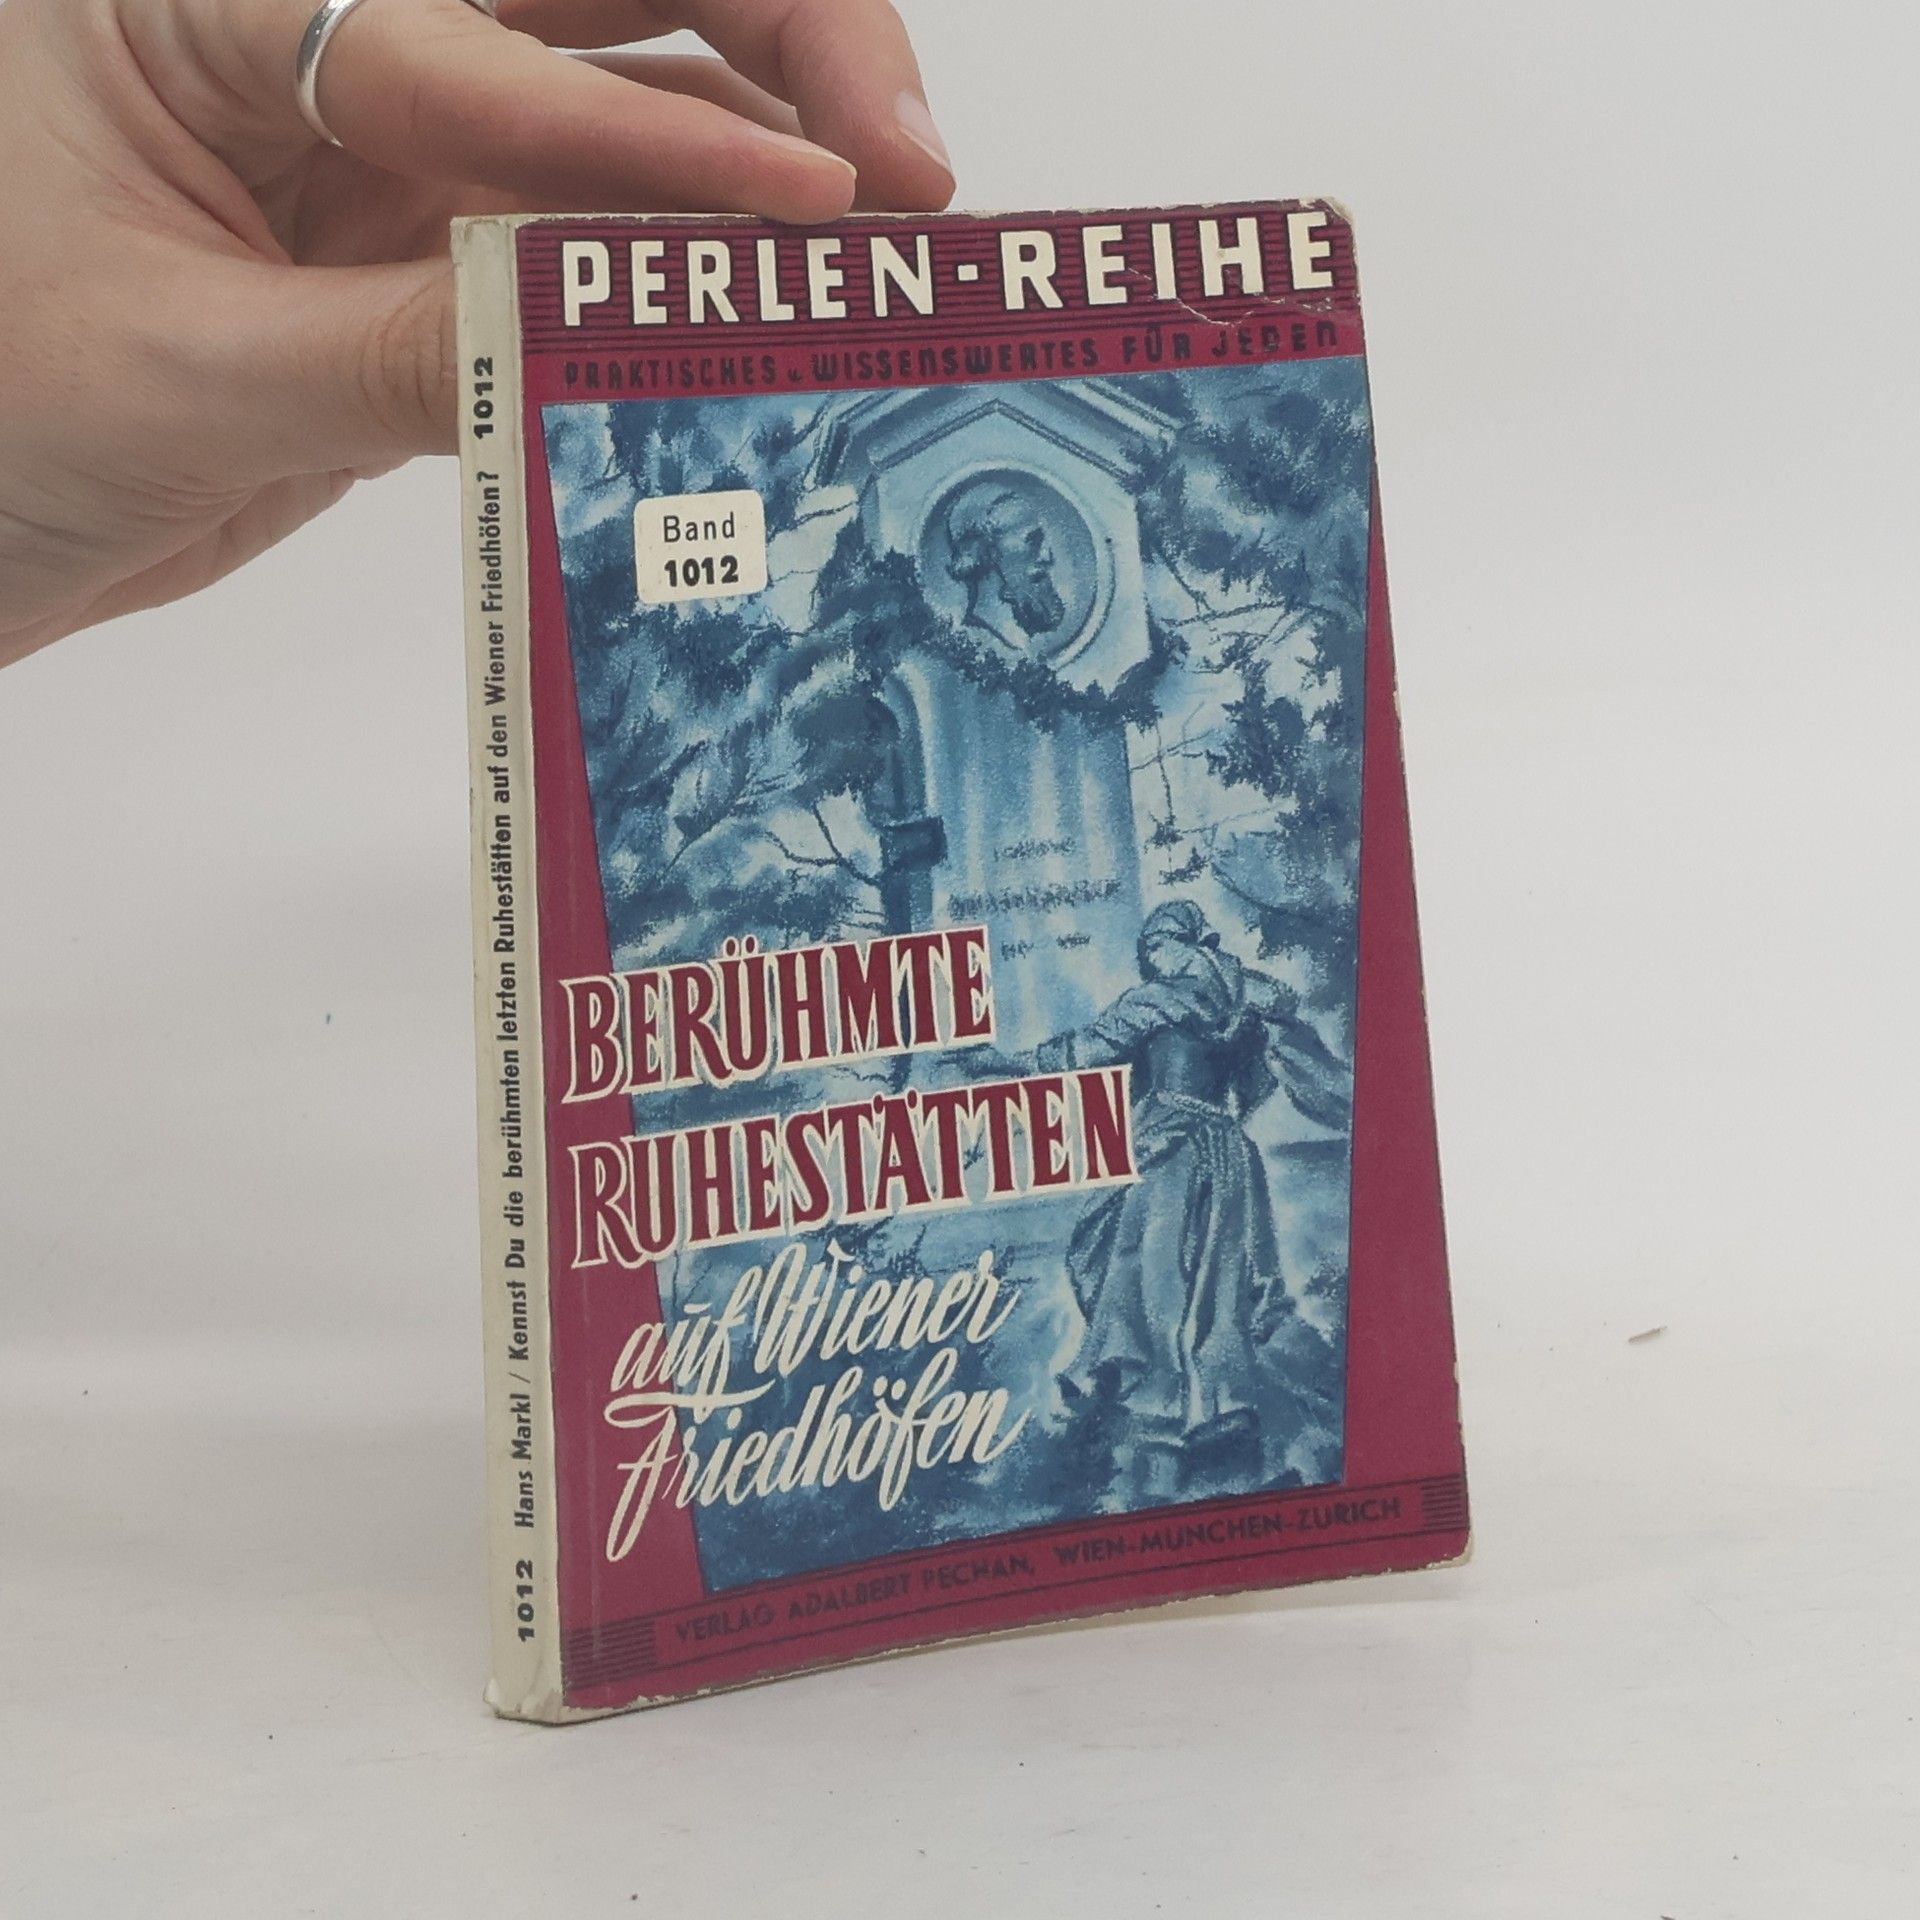 PERLEN-REIHE
PRAKTISCHES u. WISSENSWERTES FÜR JEDEN
Band
1012
BERÜHMTE
RUHESTÄTTEN
auf Wiener
Friedhöfen
VERLAG ADALBERT PECHAN, WIEN-MÜNCHEN-ZÜRICH
1012 Hans Markl / Kennst Du die berühmten letzten Ruhestätten auf den Wiener Friedhöfen? 1012